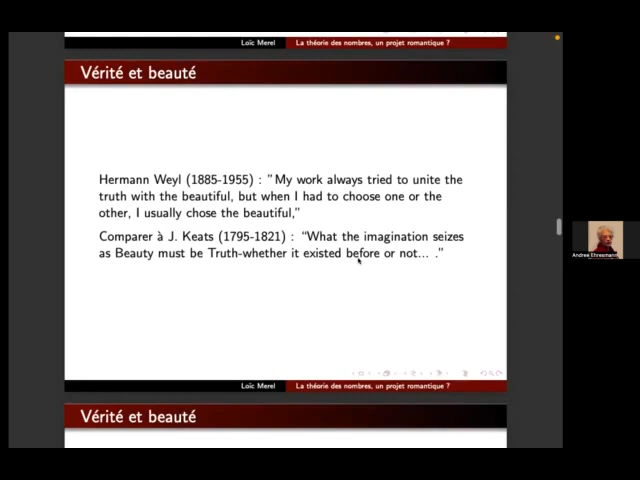 Loïc Merel La théorie des nombres, un projet romantique ?
Vérité et beauté
Hermann Weyl (1885-1955) : "My work always tried to unite the
truth with the beautiful, but when I had to choose one or the
other, I usually chose the beautiful,"
Comparer à J. Keats (1795-1821) : "What the imagination seizes
as Beauty must be Truth-whether it existed before or not... ."
Andree Ehresmann
Loïc Merel La théorie des nombres, un projet romantique ?
Vérité et beauté